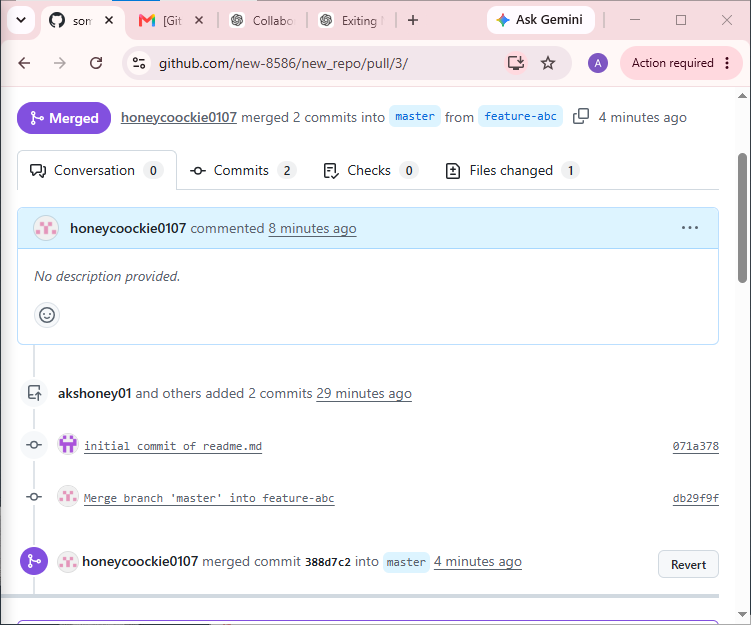 som
[Git
Collabo
Exiting
Ask Gemini
github.com/new-8586/new_repo/pull/3/
A
Action required
Merged
honeycoockie0107 merged 2 commits into master from feature-abc 4 minutes ago
Conversation 0
Commits 2
Checks 0
Files changed 1
honeycoockie0107 commented 8 minutes ago
No description provided.
akshoney01 and others added 2 commits 29 minutes ago
initial commit of readme.md 071a378
Merge branch 'master' into feature-abc db29f9f
honeycoockie0107 merged commit 388d7c2 into master 4 minutes ago
Revert